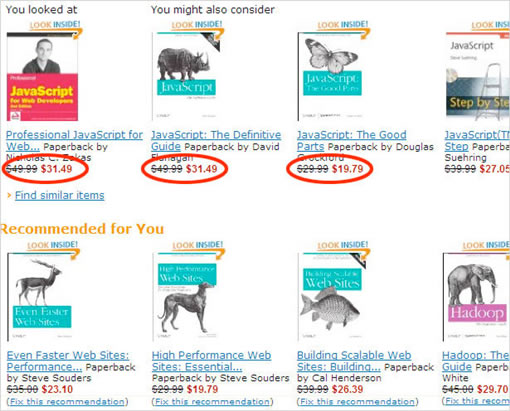 You looked at
You might also consider
LOOK INSIDE!
LOOK INSIDE!
LOOK INSIDE!
Professional
JavaScript
for Web Developers
JavaScript
JavaScript:
The Good Parts
JavaScript
Step by Step
Professional JavaScript for
Web... Paperback by
Nicholas C. Zakas
$49.99 $31.49
JavaScript: The Definitive
Guide Paperback by David
Flanagan
$49.99 $31.49
JavaScript: The Good
Parts Paperback by Douglas
Crockford
$29.99 $19.79
JavaScript(TM
Step Paperback
Suehring
$39.99 $27.05
Find similar items
Recommended for You
LOOK INSIDE!
LOOK INSIDE!
LOOK INSIDE!
LOOK INSIDE!
Even Faster
Web Sites
High Performance
Web Sites
Building Scalable
Web Sites
Hadoop
Even Faster Web Sites:
Performance... Paperback
by Steve Souders
$35.00 $23.10
(Fix this recommendation)
High Performance Web
Sites: Essential...
Paperback by Steve Souders
$29.99 $19.79
(Fix this recommendation)
Building Scalable Web
Sites: Building... Paperback
by Cal Henderson
$39.99 $26.39
(Fix this recommendation)
Hadoop: The
Guide Paperback
White
$45.00 $29.70
(Fix this recom